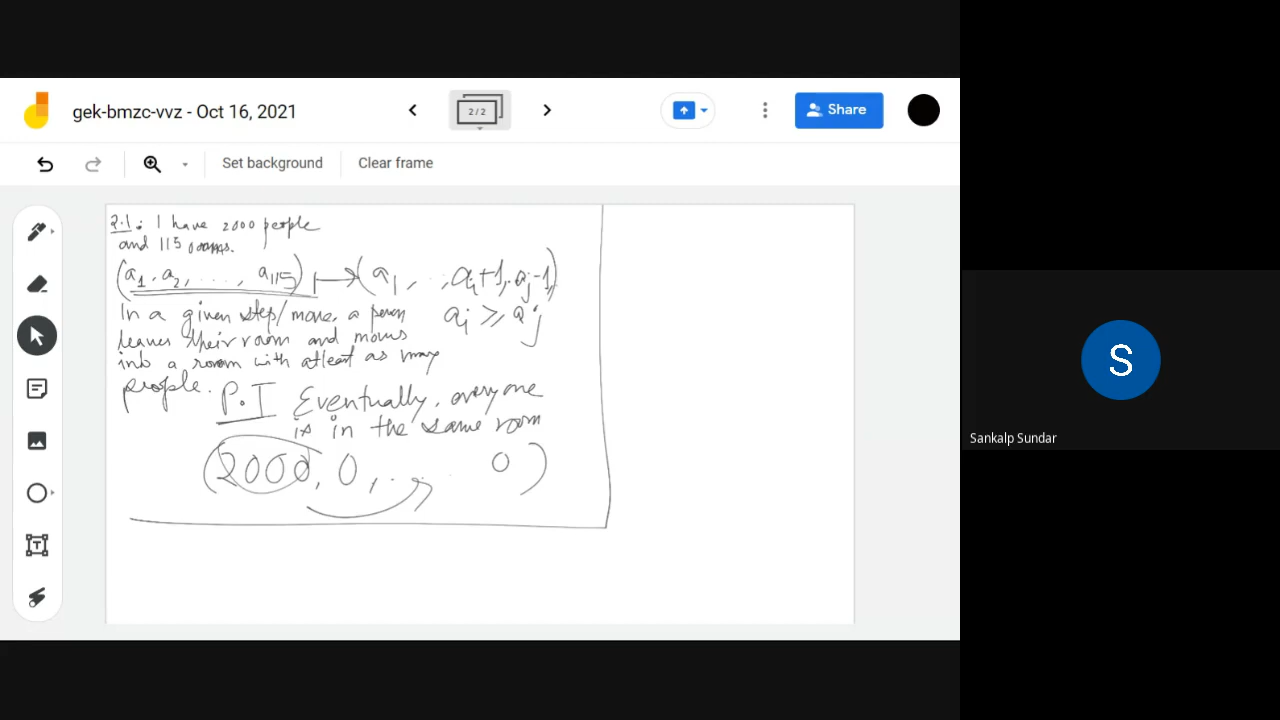 gek-bmzc-vvz - Oct 16, 2021
2/2
Share
Set background
Clear frame
Q.1: I have 2000 people
and 115 rooms.
(a1, a2, ...., a115) ↦ (a1, .., ai+1, . aj-1)
In a given step/move, a person
ai ≥ aj
leaves their room and moves
into a room with atleast as many
people.
P.T Eventually, everyone
is in the same room
(2000, 0, .... 0)
S
Sankalp Sundar